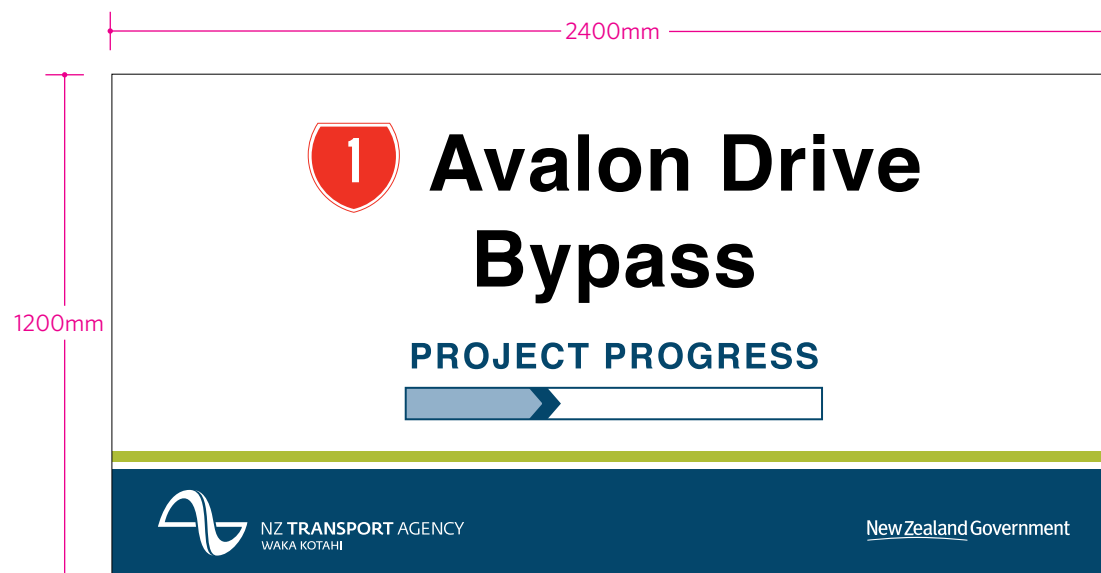 2400mm
1 Avalon Drive
Bypass
1200mm
PROJECT PROGRESS
NZ TRANSPORT AGENCY
WAKA KOTAHI
New Zealand Government